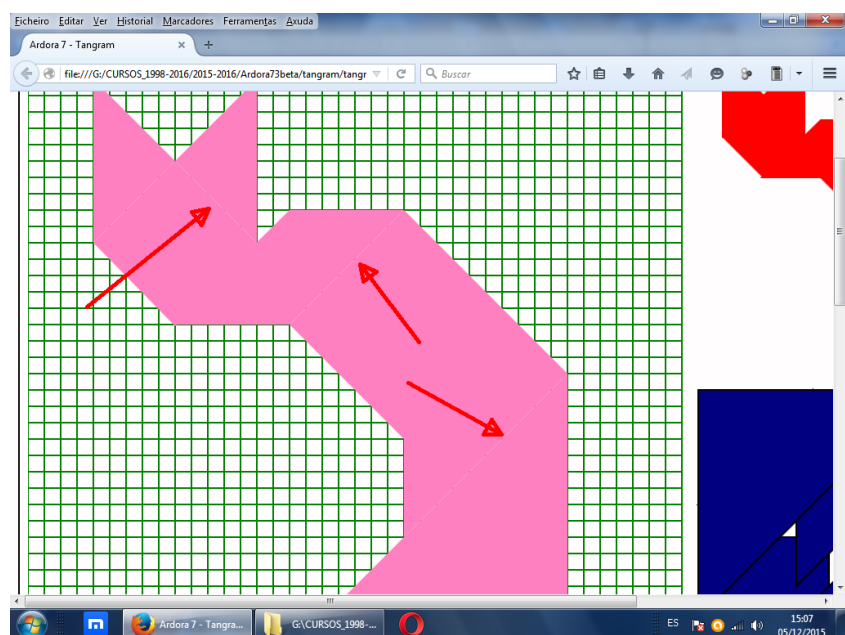 Ficheiro Editar Ver Historial Marcadores Ferramentas Axuda
Ardora 7 - Tangram × +
file:///G:/CURSOS_1998-2016/2015-2016/Ardora73beta/tangram/tangr Buscar
Ardora 7 - Tangra... G:\CURSOS_1998-... ES 15:07
05/12/2015